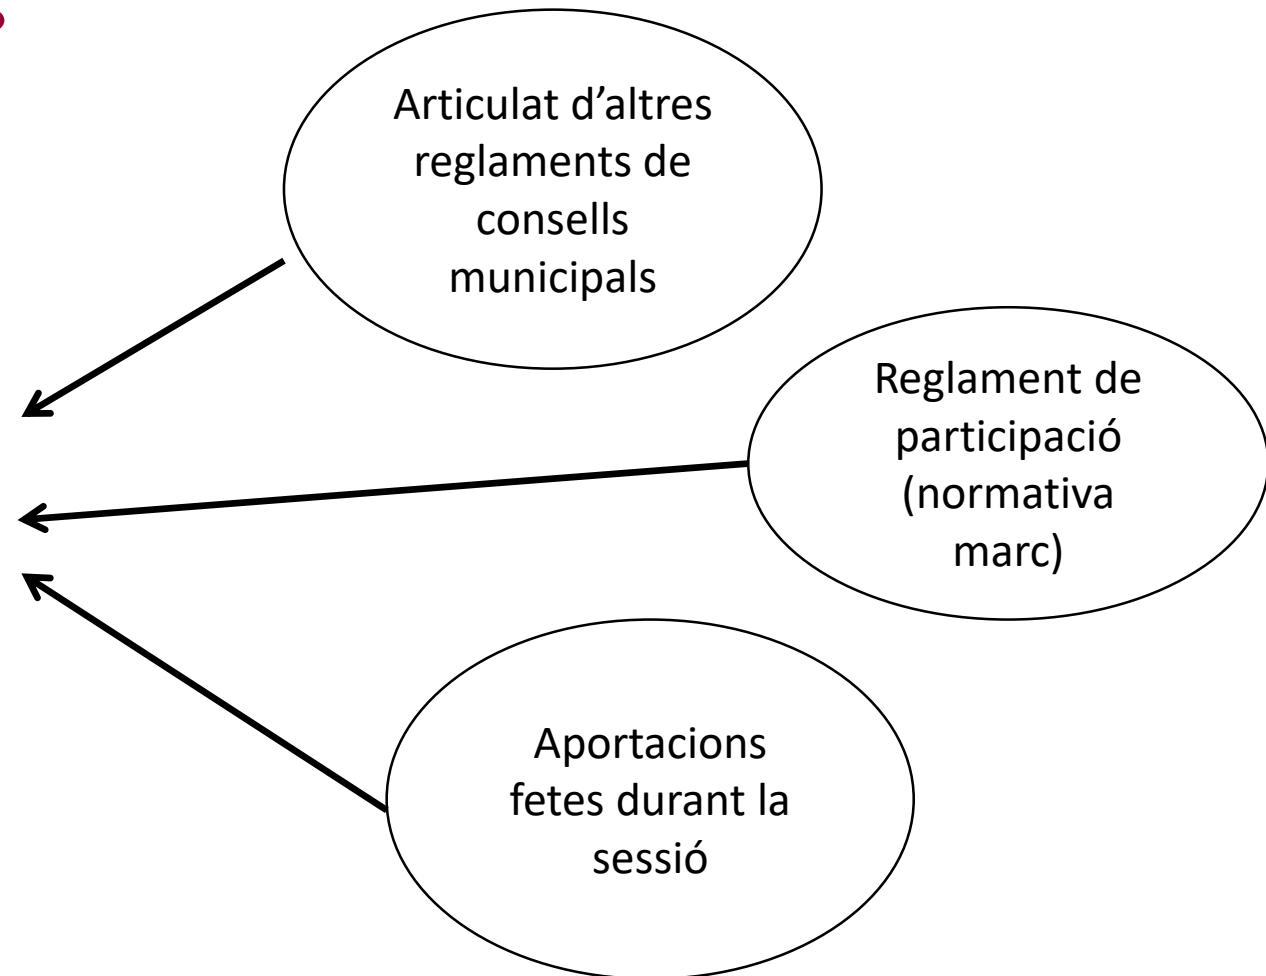 Articulat d’altres
reglaments de
consells
municipals
Reglament de
participació
(normativa
marc)
Aportacions
fetes durant la
sessió